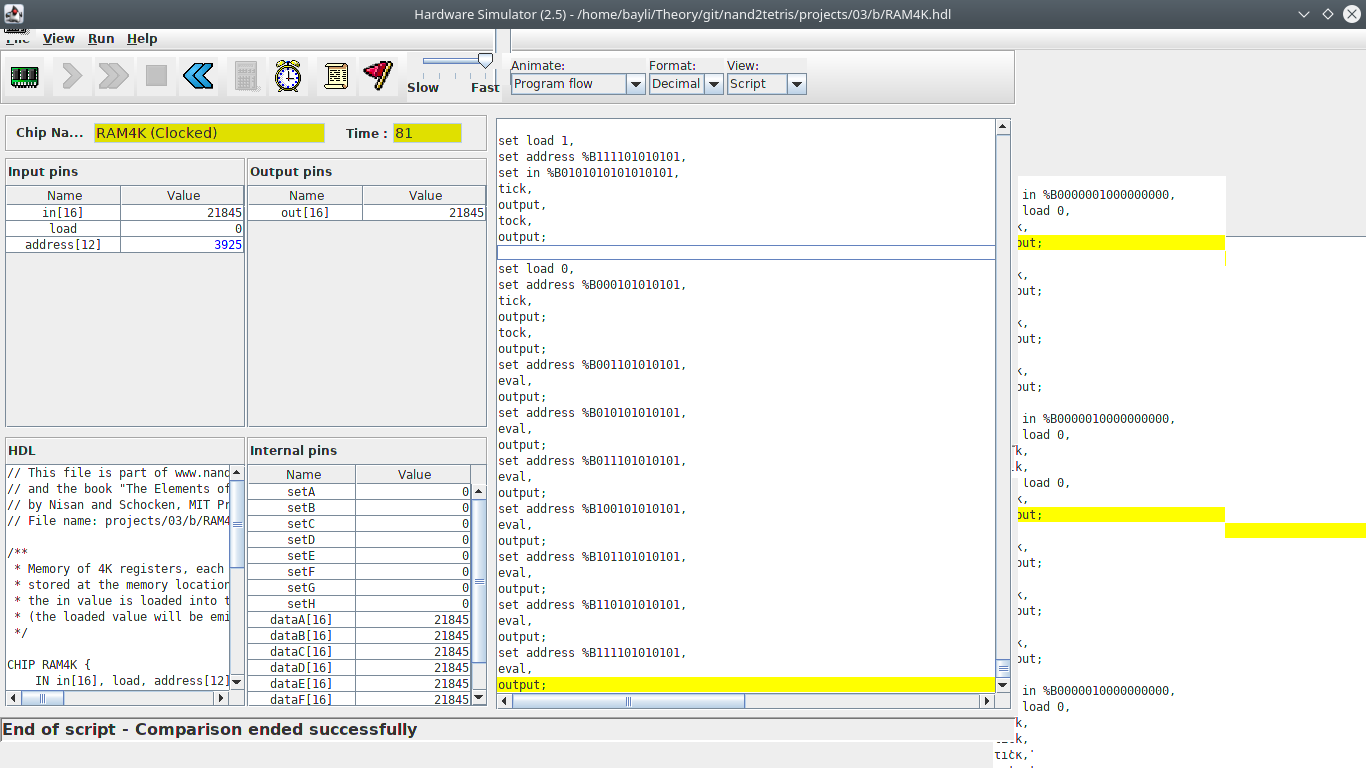 Hardware Simulator (2.5) - /home/bayli/Theory/git/nand2tetris/projects/03/b/RAM4K.hdl
File View Run Help
Slow Fast
Animate: Format: View:
Program flow Decimal Script
Chip Na... RAM4K (Clocked) Time : 81
Input pins
Name Value
in[16] 21845
load 0
address[12] 3925
Output pins
Name Value
out[16] 21845
HDL
// This file is part of www.nand
// and the book "The Elements of
// by Nisan and Schocken, MIT Pr
// File name: projects/03/b/RAM4
/**
* Memory of 4K registers, each
* stored at the memory location
* the in value is loaded into t
* (the loaded value will be emi
*/
CHIP RAM4K {
IN in[16], load, address[12]
Internal pins
Name Value
setA 0
setB 0
setC 0
setD 0
setE 0
setF 0
setG 0
setH 0
dataA[16] 21845
dataB[16] 21845
dataC[16] 21845
dataD[16] 21845
dataE[16] 21845
dataF[16] 21845
set load 1,
set address %B111101010101,
set in %B0101010101010101,
tick,
output,
tock,
output;
set load 0,
set address %B000101010101,
tick,
output;
tock,
output;
set address %B001101010101,
eval,
output;
set address %B010101010101,
eval,
output;
set address %B011101010101,
eval,
output;
set address %B100101010101,
eval,
output;
set address %B101101010101,
eval,
output;
set address %B110101010101,
eval,
output;
set address %B111101010101,
eval,
output;
in %B0000001000000000,
load 0,
k,
put;
k,
put;
k,
put;
k,
put;
in %B0000010000000000,
load 0,
k,
k,
load 0,
k,
put;
k,
put;
k,
put;
k,
put;
in %B0000010000000000,
load 0,
k,
tick,
End of script - Comparison ended successfully